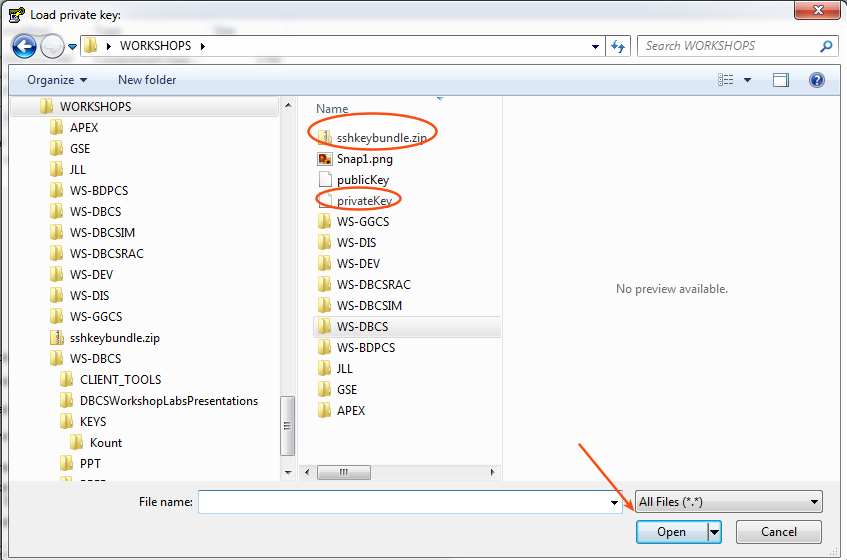 Load private key:
WORKSHOPS
Search WORKSHOPS
Organize
New folder
WORKSHOPS
APEX
GSE
JLL
WS-BDPCS
WS-DBCS
WS-DBCSIM
WS-DBCSRAC
WS-DEV
WS-DIS
WS-GGCS
sshkeybundle.zip
WS-DBCS
CLIENT_TOOLS
DBCSWorkshopLabsPresentations
KEYS
Kount
PPT
Name
sshkeybundle.zip
Snap1.png
publicKey
privateKey
WS-GGCS
WS-DIS
WS-DEV
WS-DBCSRAC
WS-DBCSIM
WS-DBCS
WS-BDPCS
JLL
GSE
APEX
No preview available.
File name:
All Files (*.*)
Open
Cancel